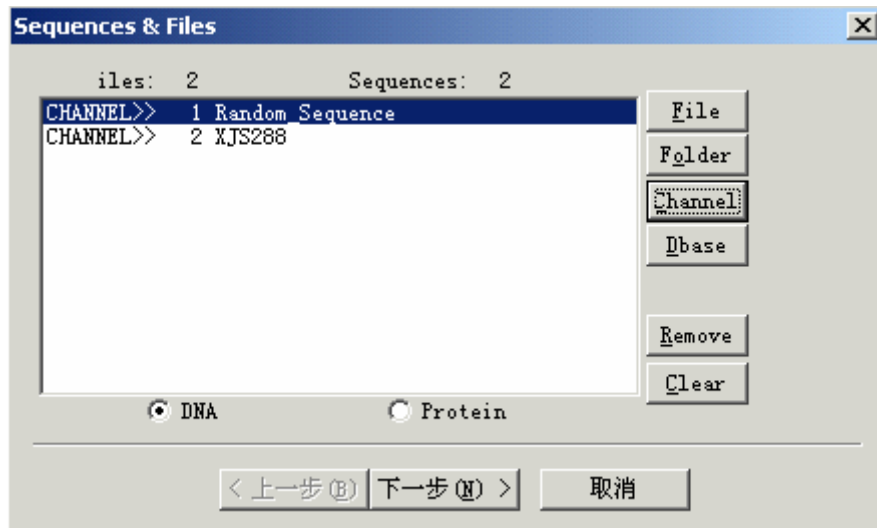 Sequences & Files
iles: 2 Sequences: 2
CHANNEL>> 1 Random_Sequence
CHANNEL>> 2 XJS288
File
Folder
Channel
Dbase
Remove
Clear
DNA Protein
< 上一步(B) 下一步(N) > 取消